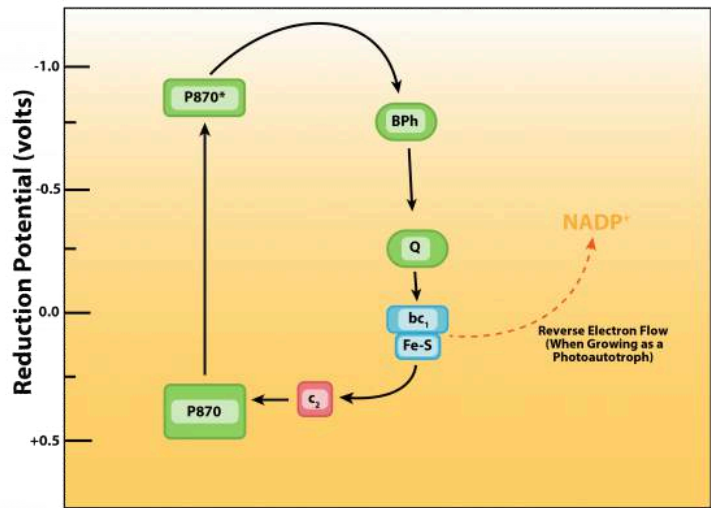 Reduction Potential (volts)
-1.0
-0.5
0.0
+0.5
P870*
BPh
Q
NADP⁺
bc₁
Fe-S
Reverse Electron Flow
(When Growing as a
Photoautotroph)
c₂
P870